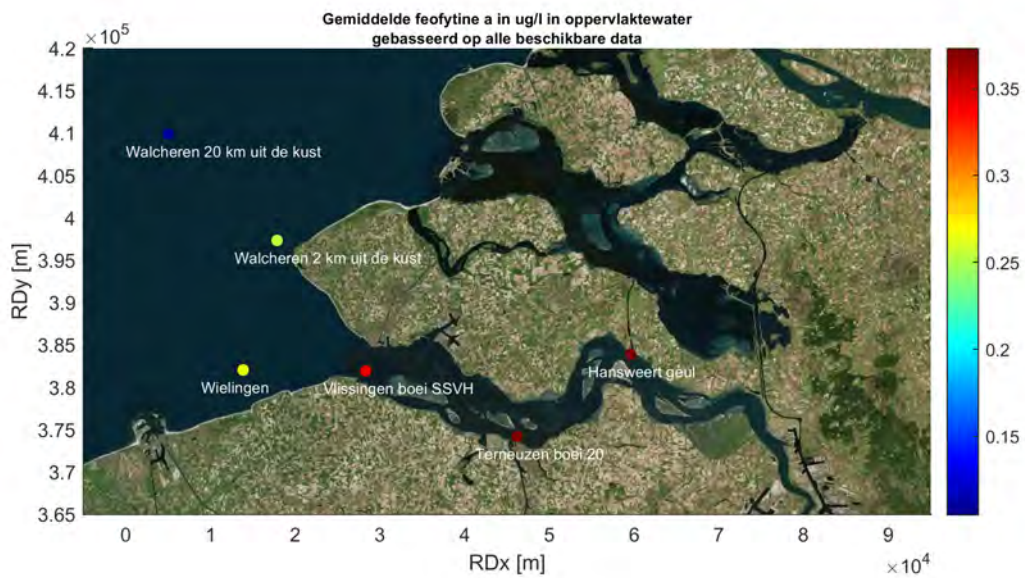 Gemiddelde feofytine a in ug/l in oppervlaktewater
gebasseerd op alle beschikbare data
×10⁵
4.2
4.15
4.1
4.05
4
3.95
3.9
3.85
3.8
3.75
3.7
3.65
RDy [m]
Walcheren 20 km uit de kust
Walcheren 2 km uit de kust
Wielingen
Vlissingen boei SSVH
Hansweert geul
Terneuzen boei 20
0 1 2 3 4 5 6 7 8 9
RDx [m]
×10⁴
0.35
0.3
0.25
0.2
0.15